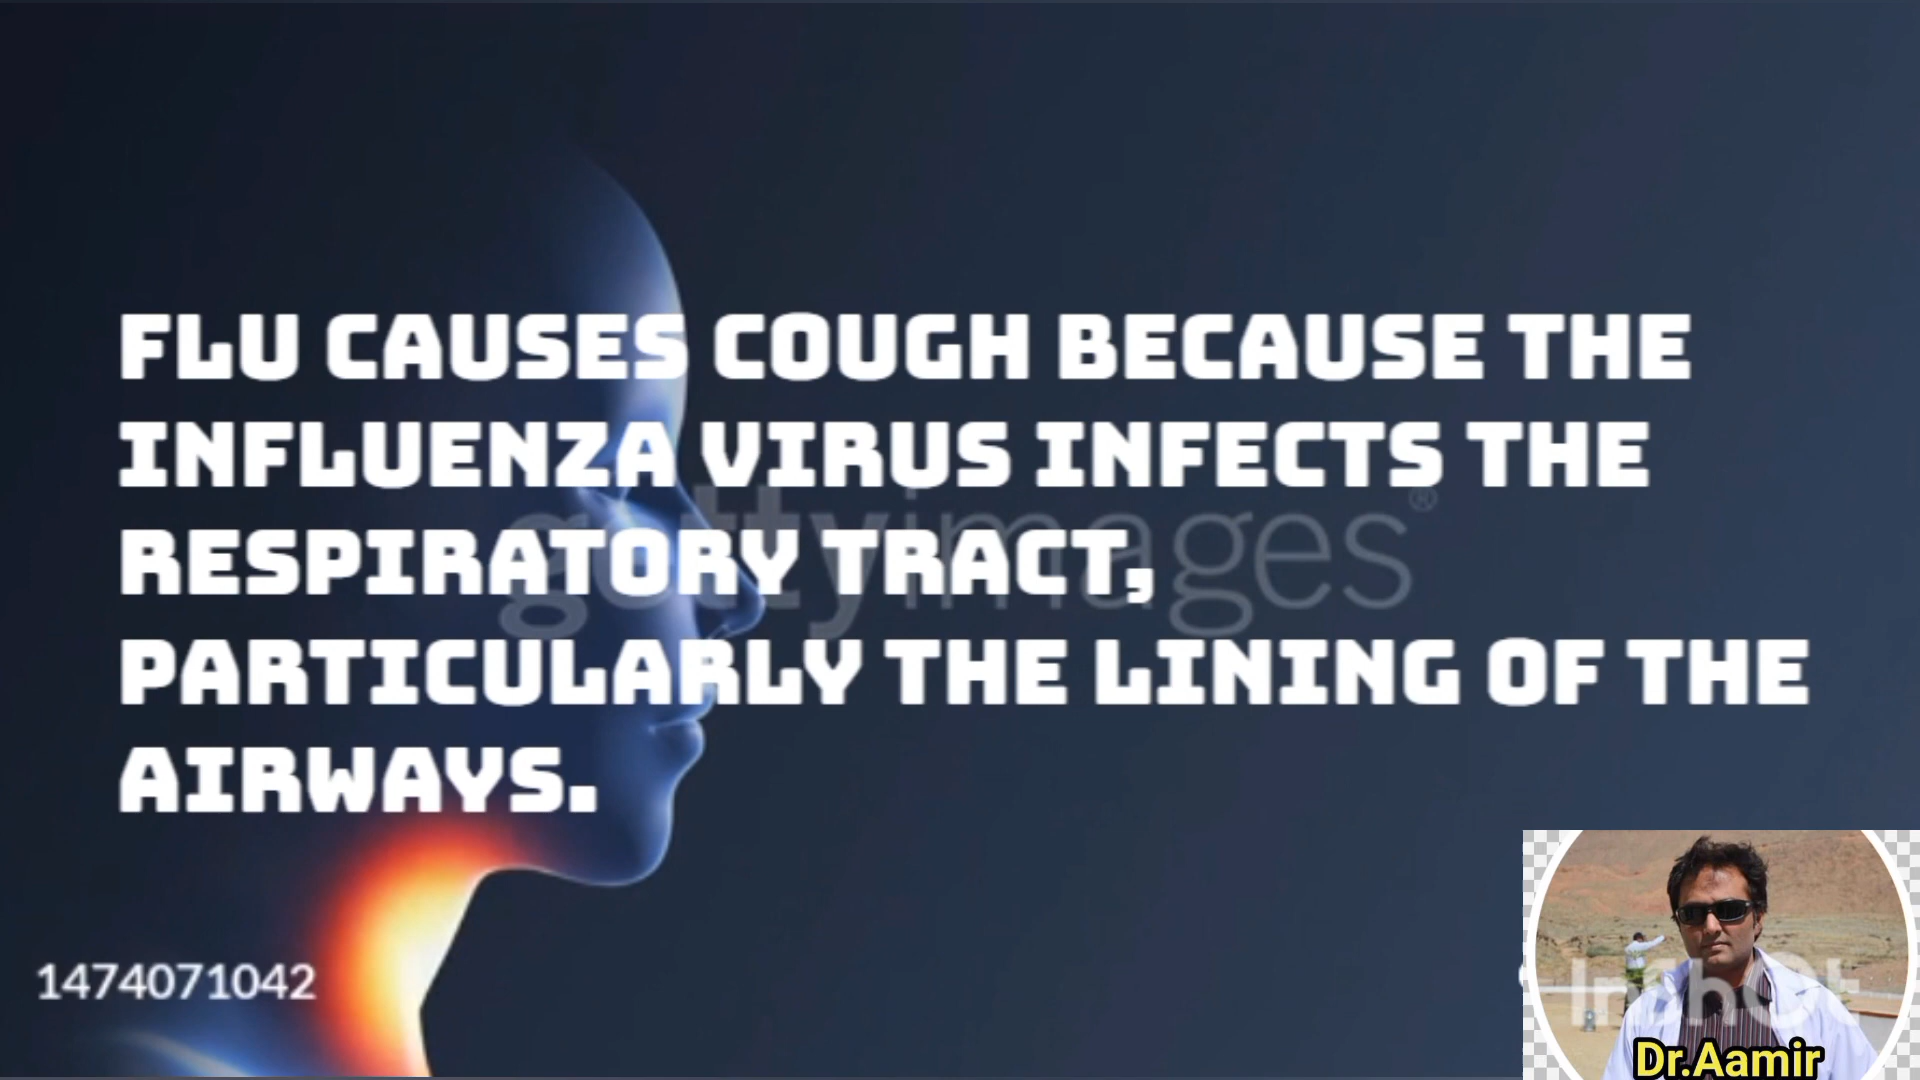 FLU CAUSES COUGH BECAUSE THE
INFLUENZA VIRUS INFECTS THE
RESPIRATORY TRACT,
gettyimages®
PARTICULARLY THE LINING OF THE
AIRWAYS.
1474071042
InShOt
Dr.Aamir